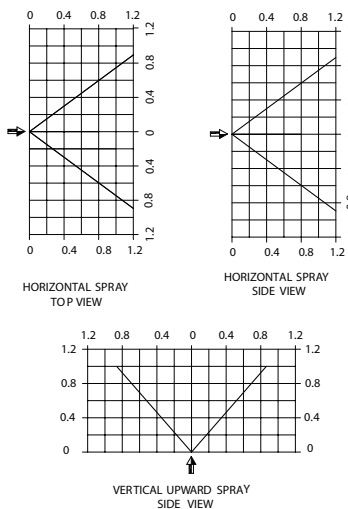 0 0.4 0.8 1.2
1.2
0.8
0.4
0
0.4
0.8
1.2
0 0.4 1.2
0.8
HORIZONTAL SPRAY
TOP VIEW
0 0.4 0.8 1.2
0 0.4 0.8 1.2
HORIZONTAL SPRAY
SIDE VIEW
1.2 0.8 0.4 0 0.4 0.8 1.2
1.2 1.2
0.8 0.8
0.4 0.4
0 0
VERTICAL UPWARD SPRAY
SIDE VIEW